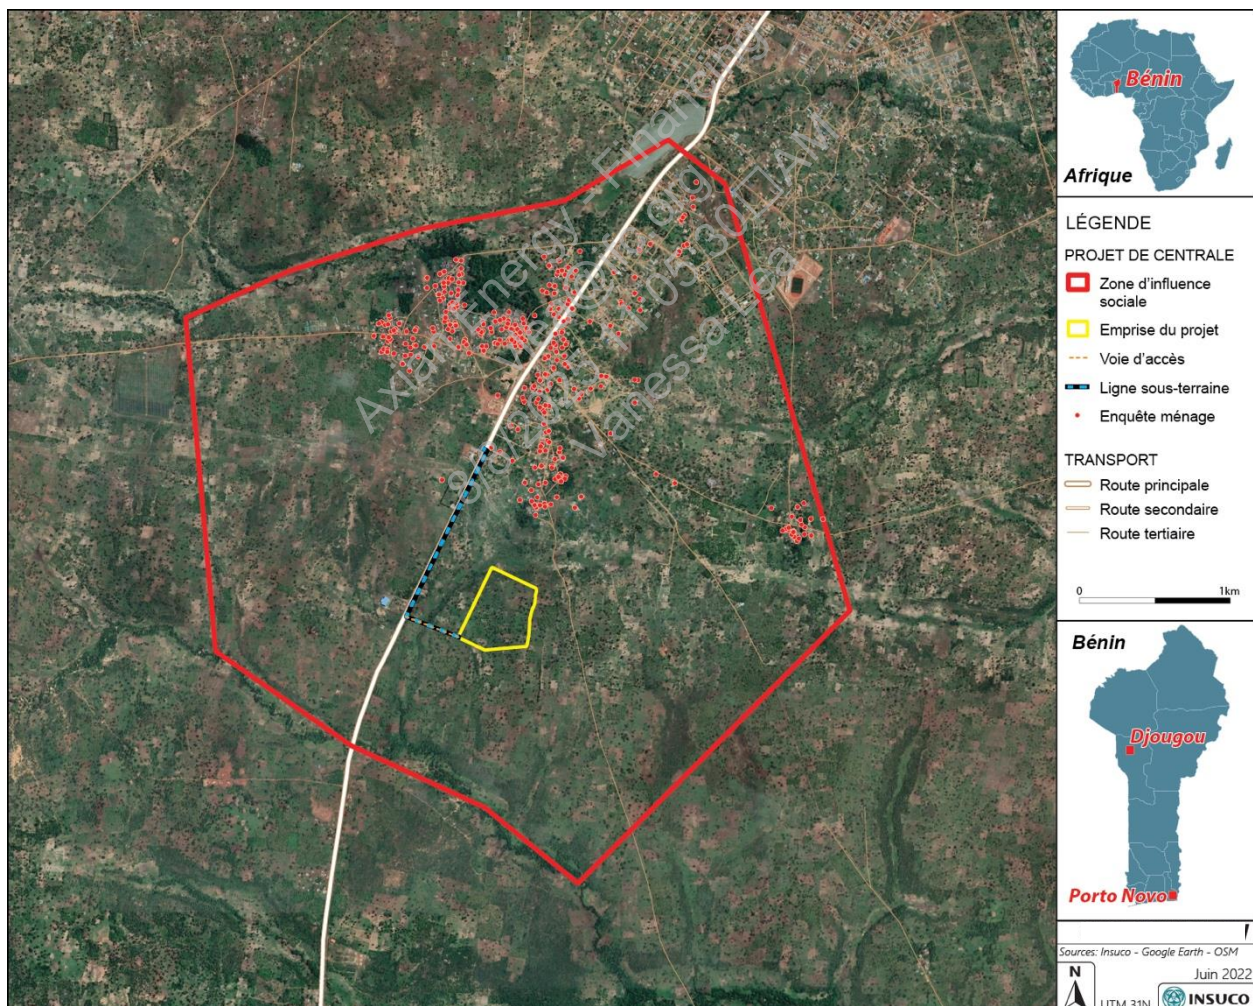 Bénin
Afrique
LÉGENDE
PROJET DE CENTRALE
Zone d'influence
sociale
Emprise du projet
Voie d'accès
Ligne sous-terraine
Enquête ménage
TRANSPORT
Route principale
Route secondaire
Route tertiaire
0 1km
Bénin
Djougou
Porto Novo
Sources: Insuco - Google Earth - OSM
N
Juin 2022
UTM 31N
INSUCO
Vanessa